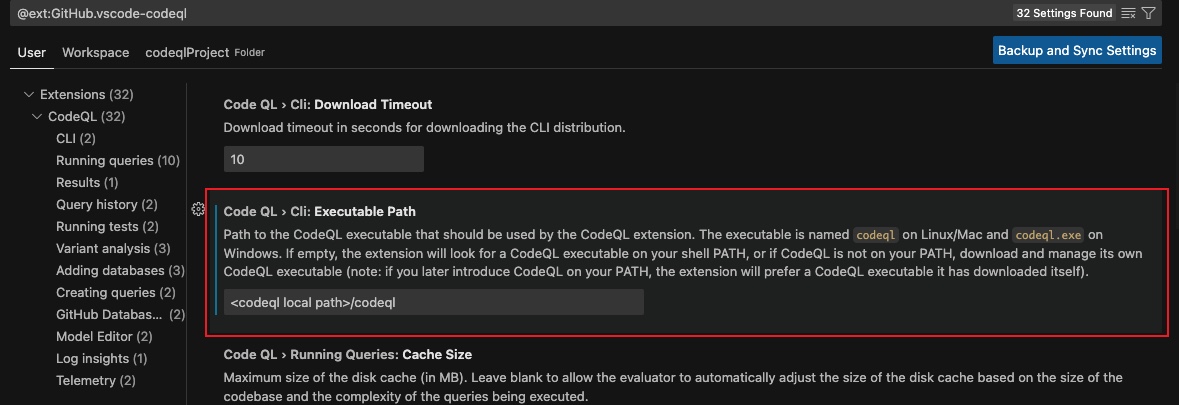 @ext:GitHub.vscode-codeql
32 Settings Found
User Workspace codeqlProject Folder
Backup and Sync Settings
Extensions (32)
CodeQL (32)
CLI (2)
Running queries (10)
Results (1)
Query history (2)
Running tests (2)
Variant analysis (3)
Adding databases (3)
Creating queries (2)
GitHub Databas... (2)
Model Editor (2)
Log insights (1)
Telemetry (2)
Code QL › Cli: Download Timeout
Download timeout in seconds for downloading the CLI distribution.
10
Code QL › Cli: Executable Path
Path to the CodeQL executable that should be used by the CodeQL extension. The executable is named codeql on Linux/Mac and codeql.exe on
Windows. If empty, the extension will look for a CodeQL executable on your shell PATH, or if CodeQL is not on your PATH, download and manage its own
CodeQL executable (note: if you later introduce CodeQL on your PATH, the extension will prefer a CodeQL executable it has downloaded itself).
<codeql local path>/codeql
Code QL › Running Queries: Cache Size
Maximum size of the disk cache (in MB). Leave blank to allow the evaluator to automatically adjust the size of the disk cache based on the size of the
codebase and the complexity of the queries being executed.